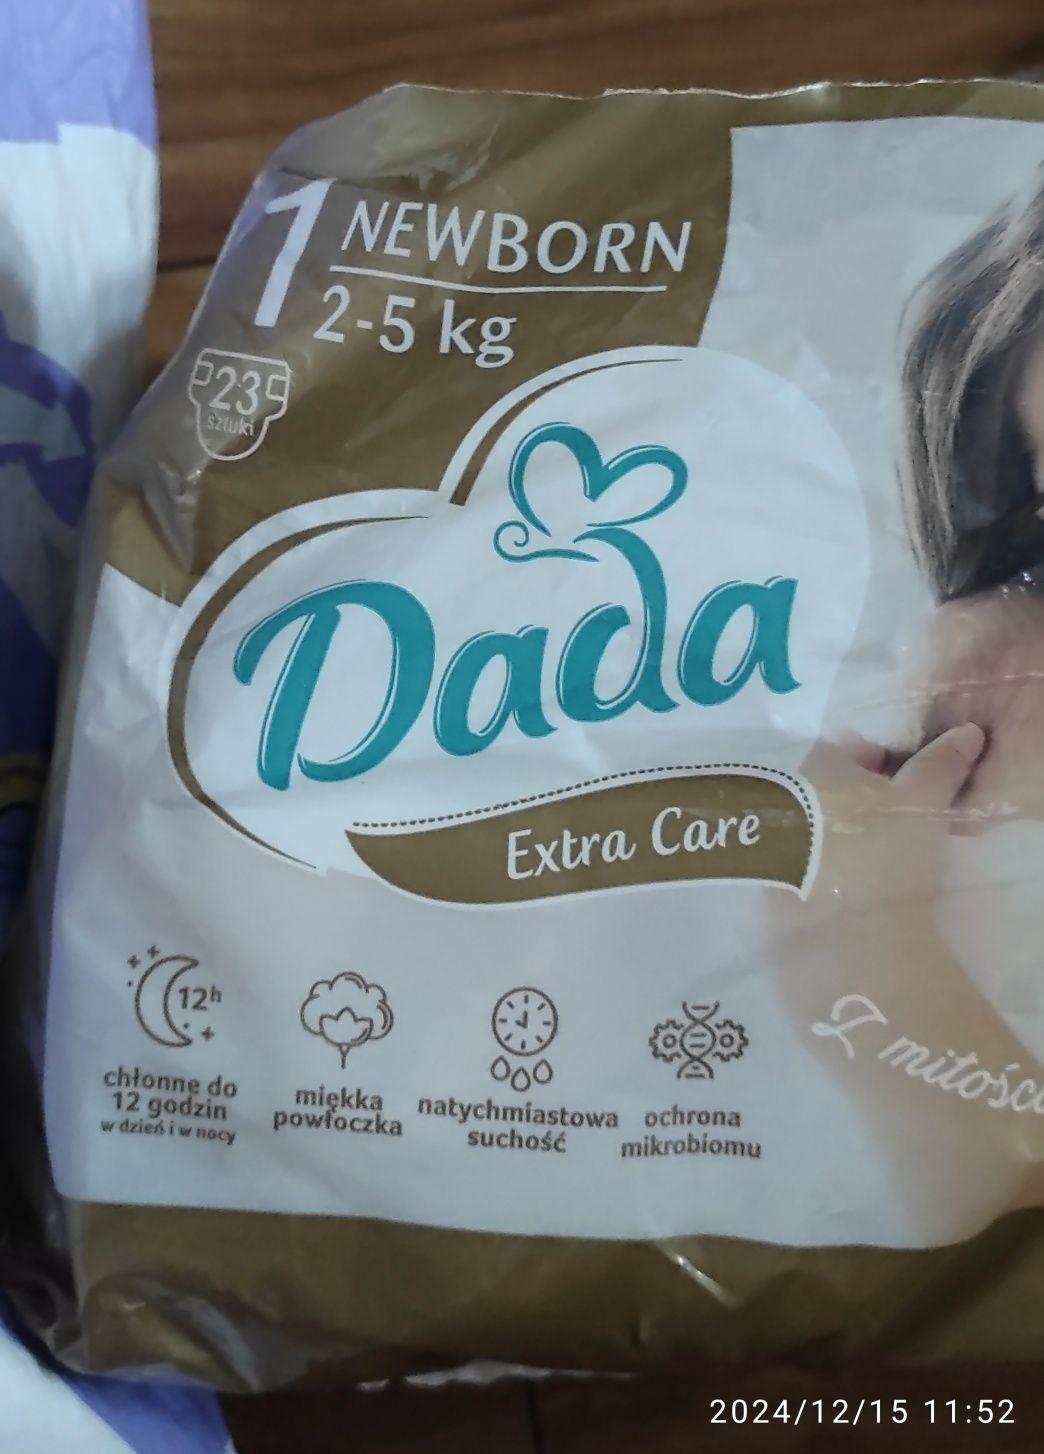 1 NEWBORN
2-5 kg
23
sztuki
Dada
Extra Care
12h
chłonne do
12 godzin
w dzień i w nocy
miękka
powłoczka
natychmiastowa
suchość
ochrona
mikrobiomu
Z miłości
2024/12/15 11:52